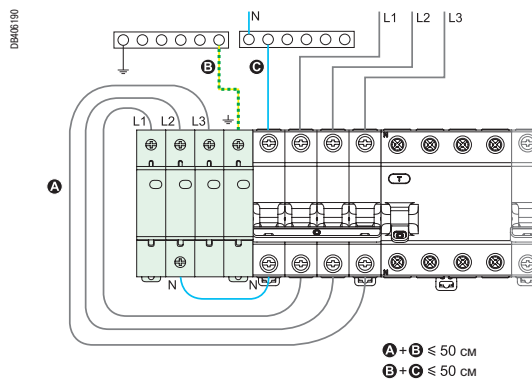 DB406190
N
L1 L2 L3
B
C
L1 L2 L3
N
A
T
N
N
N
A + B ⩽ 50 см
B + C ⩽ 50 см